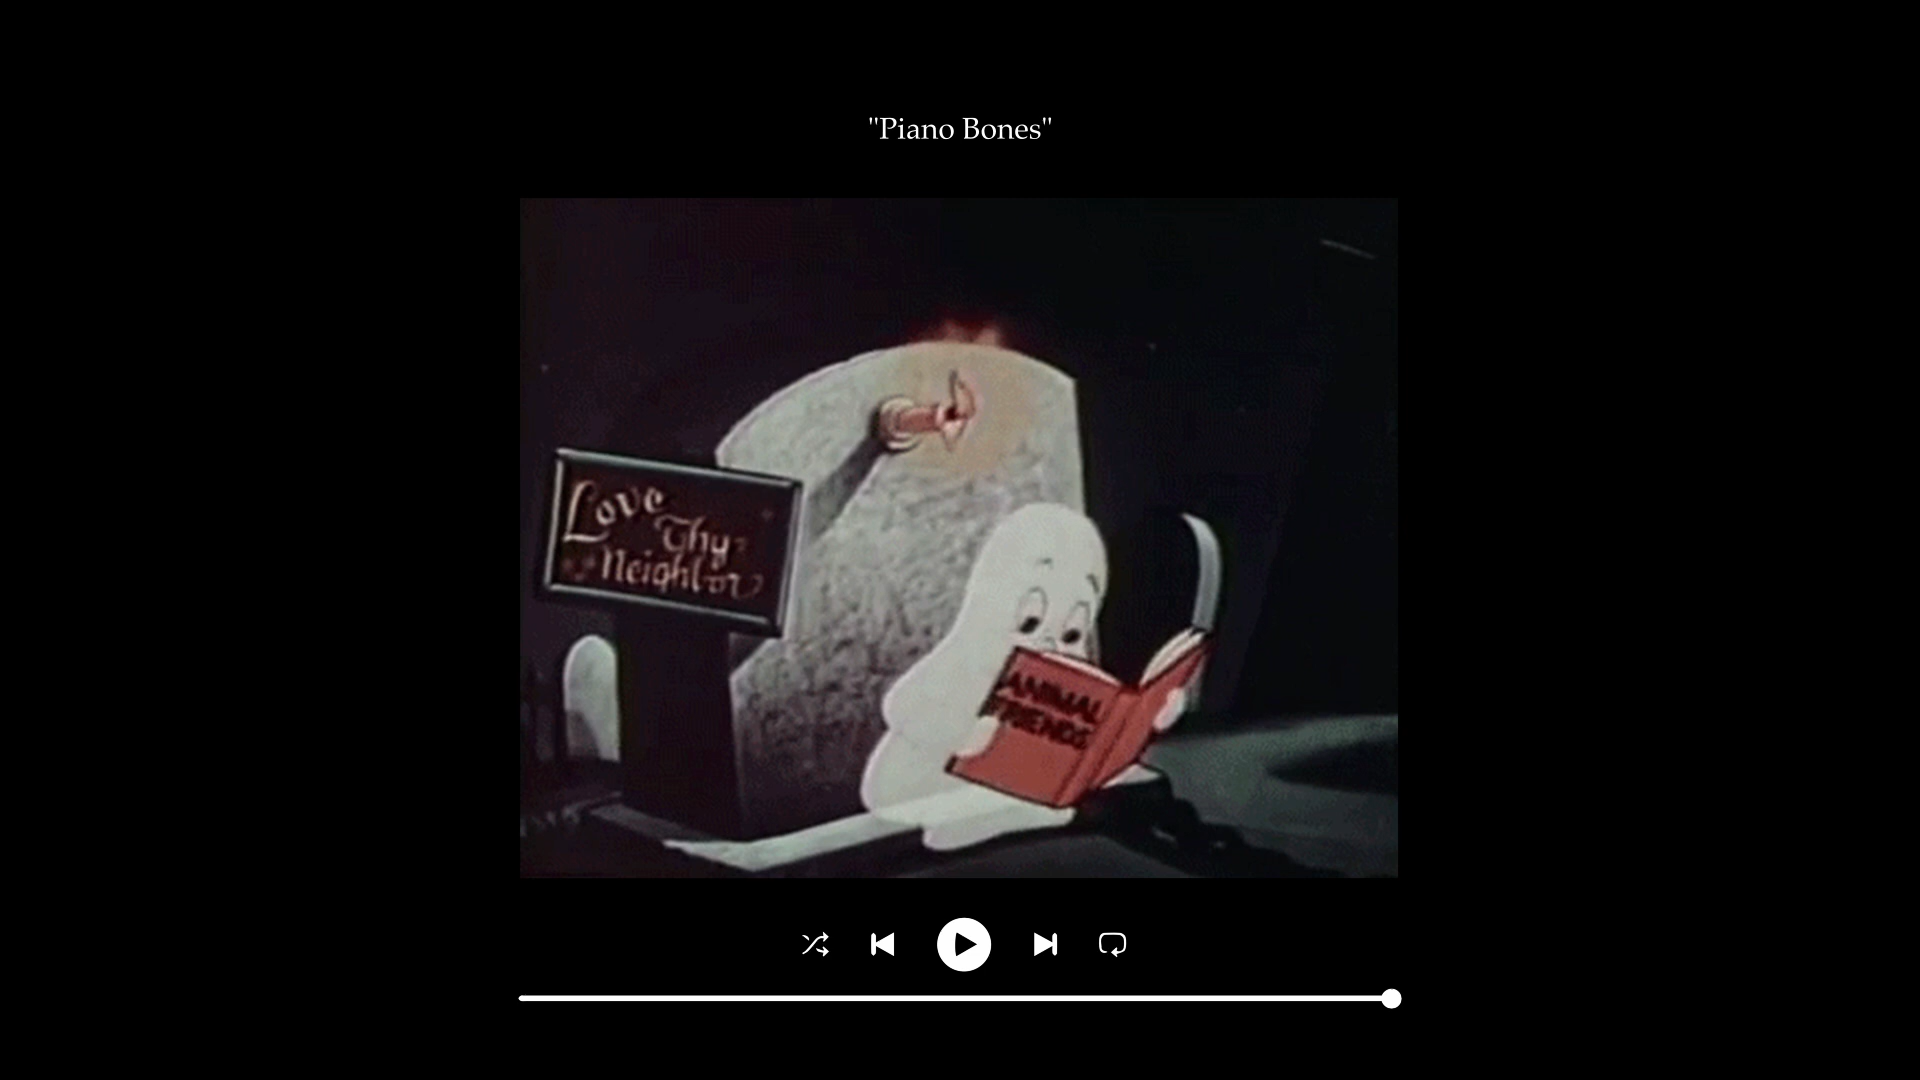 "Piano Bones"
Love
Thy
Neighbor
ANIMAL
FRIENDS